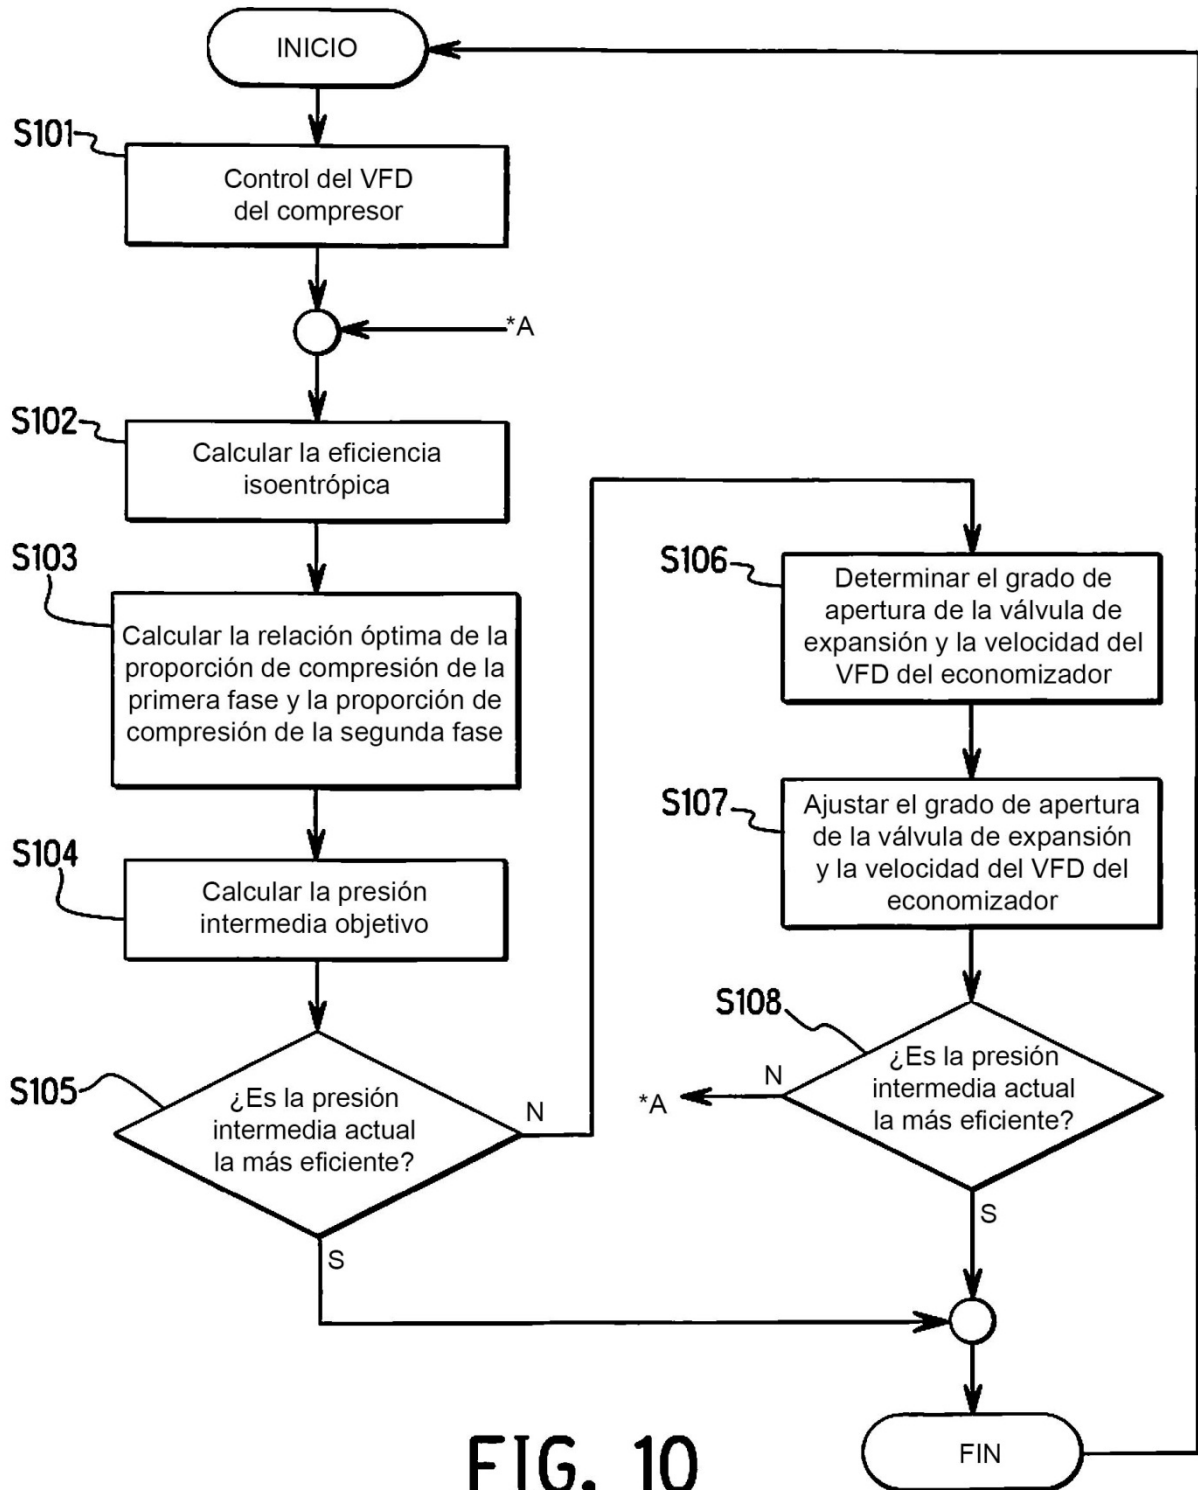 INICIO
S101
Control del VFD
del compresor
*A
S102
Calcular la eficiencia
isoentrópica
S103
Calcular la relación óptima de la
proporción de compresión de la
primera fase y la proporción de
compresión de la segunda fase
S104
Calcular la presión
intermedia objetivo
S105
¿Es la presión
intermedia actual
la más eficiente?
N
S
S106
Determinar el grado de
apertura de la válvula de
expansión y la velocidad del
VFD del economizador
S107
Ajustar el grado de apertura
de la válvula de expansión
y la velocidad del VFD del
economizador
S108
¿Es la presión
intermedia actual
la más eficiente?
N
*A
S
FIN
FIG. 10